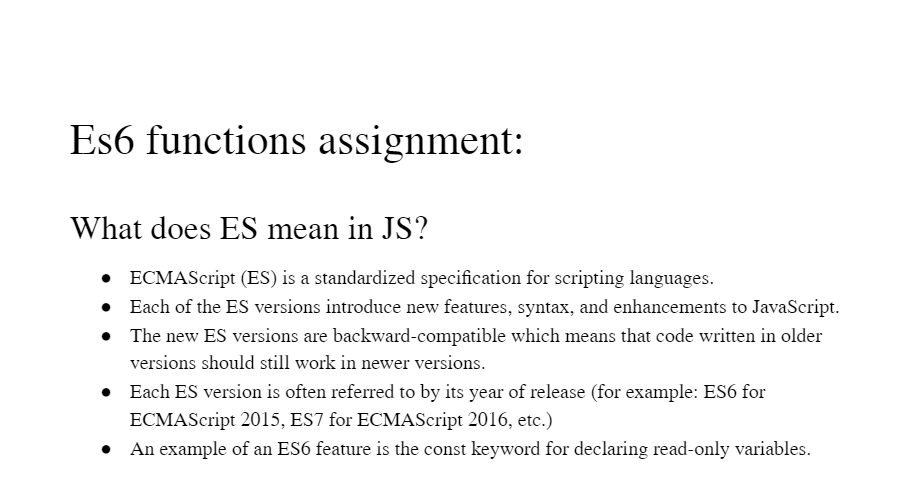 Es6 functions assignment:
What does ES mean in JS?
● ECMAScript (ES) is a standardized specification for scripting languages.
● Each of the ES versions introduce new features, syntax, and enhancements to JavaScript.
● The new ES versions are backward-compatible which means that code written in older
versions should still work in newer versions.
● Each ES version is often referred to by its year of release (for example: ES6 for
ECMAScript 2015, ES7 for ECMAScript 2016, etc.)
● An example of an ES6 feature is the const keyword for declaring read-only variables.